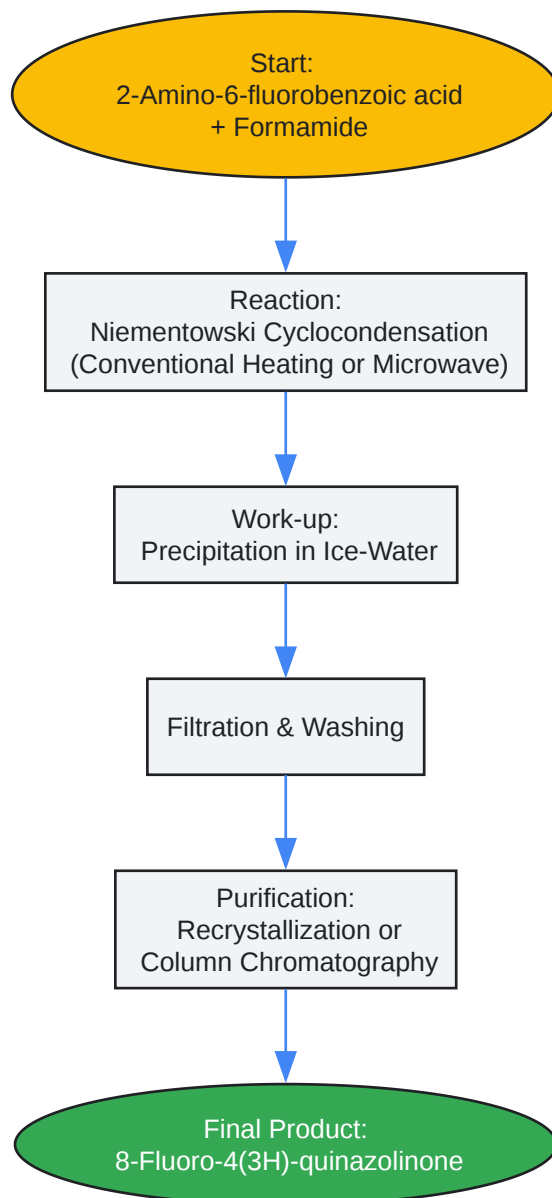 Start:
2-Amino-6-fluorobenzoic acid
+ Formamide
Reaction:
Niementowski Cyclocondensation
(Conventional Heating or Microwave)
Work-up:
Precipitation in Ice-Water
Filtration & Washing
Purification:
Recrystallization or
Column Chromatography
Final Product:
8-Fluoro-4(3H)-quinazolinone